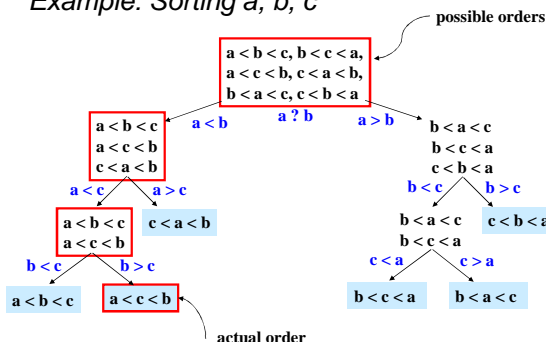 Example: Sorting a, b, c
possible orders
a < b < c, b < c < a,
a < c < b, c < a < b,
b < a < c, c < b < a
a < b
a ? b
a > b
a < b < c
a < c < b
c < a < b
b < a < c
b < c < a
c < b < a
a < c
a > c
b < c
b > c
a < b < c
a < c < b
c < a < b
b < a < c
b < c < a
c < b < a
b < c
b > c
c < a
c > a
a < b < c
a < c < b
b < c < a
b < a < c
actual order